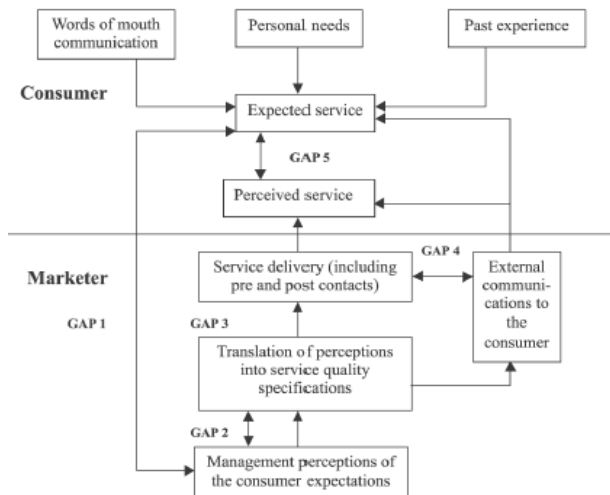 Words of mouth
communication
Personal needs
Past experience
Consumer
Expected service
GAP 5
Perceived service
Marketer
Service delivery (including
pre and post contacts)
GAP 4
External
communi-
cations to
the
consumer
GAP 1
GAP 3
Translation of perceptions
into service quality
specifications
GAP 2
Management perceptions of
the consumer expectations